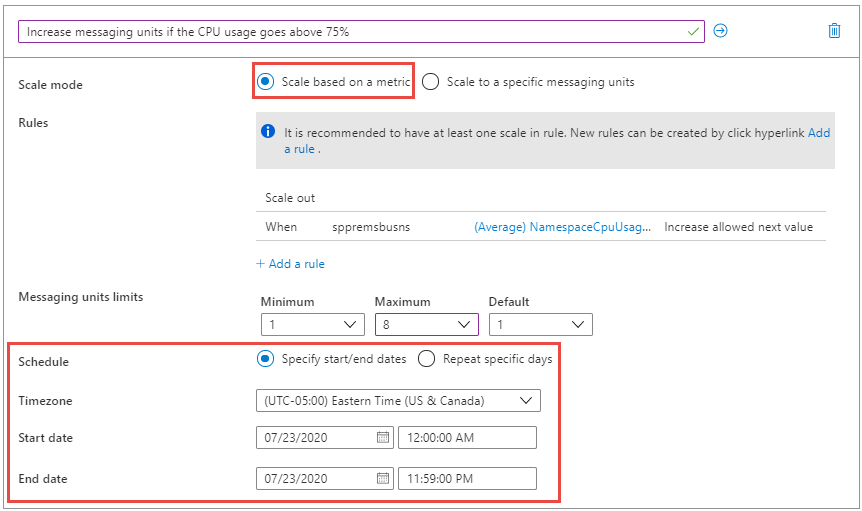 Increase messaging units if the CPU usage goes above 75%
Scale mode
Scale based on a metric
Scale to a specific messaging units
Rules
It is recommended to have at least one scale in rule. New rules can be created by click hyperlink Add
a rule .
Scale out
When sppremsbusns (Average) NamespaceCpuUsag... Increase allowed next value
+ Add a rule
Messaging units limits
Minimum Maximum Default
1 8 1
Schedule
Specify start/end dates
Repeat specific days
Timezone
(UTC-05:00) Eastern Time (US & Canada)
Start date
07/23/2020 12:00:00 AM
End date
07/23/2020 11:59:00 PM